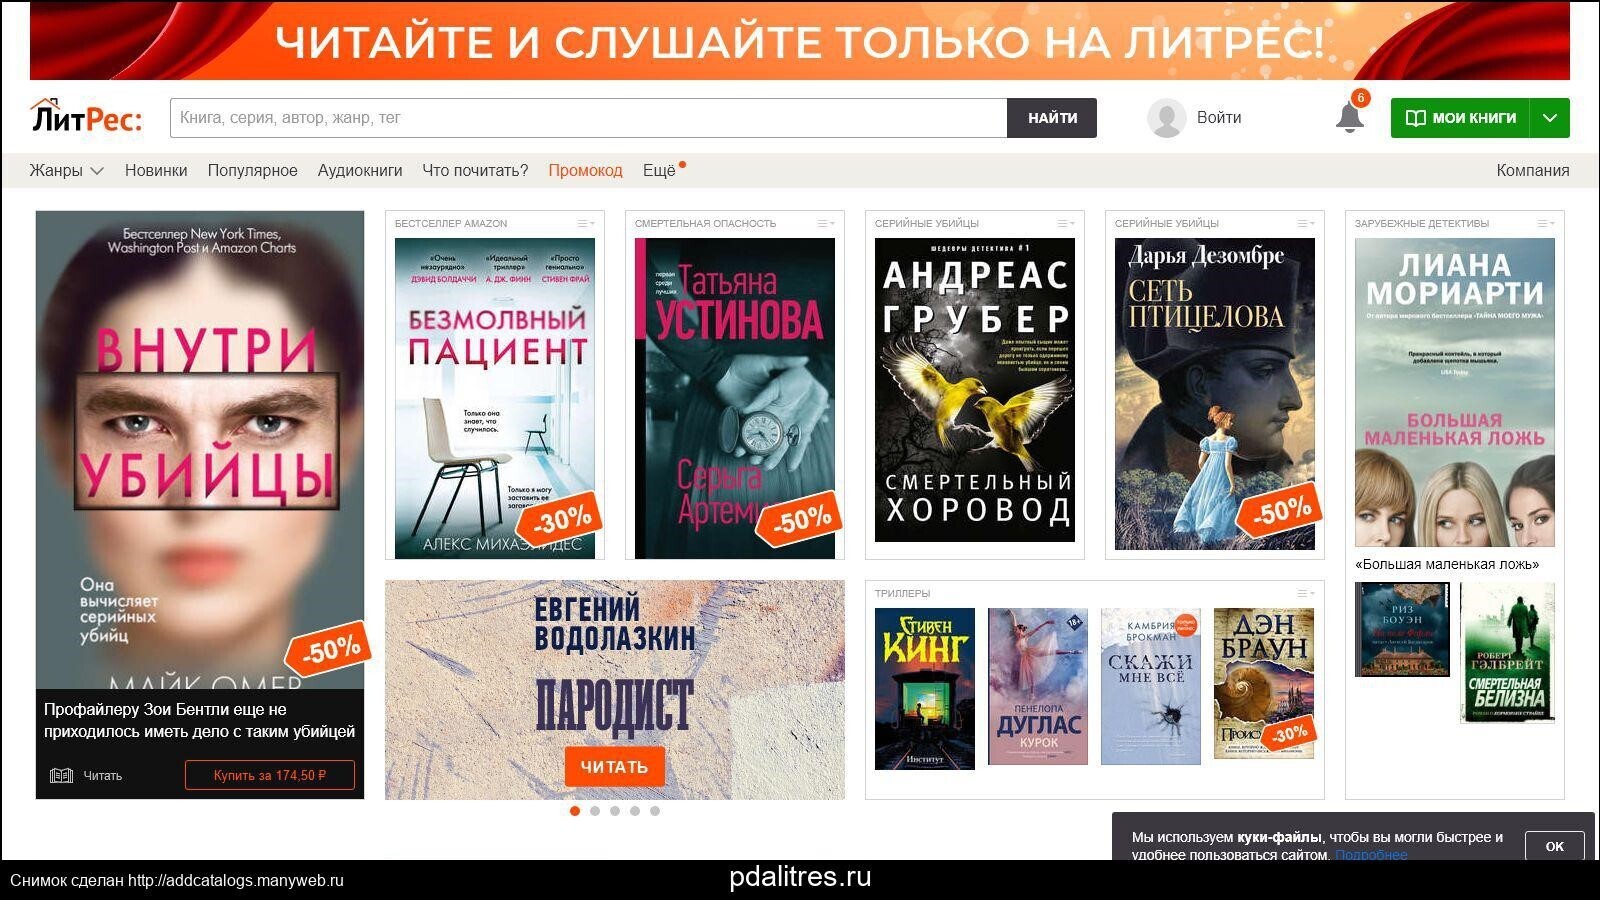 ЧИТАЙТЕ И СЛУШАЙТЕ ТОЛЬКО НА ЛИТРЕС!
ЛитРес:
Книга, серия, автор, жанр, тег
НАЙТИ
Войти
6
МОИ КНИГИ
Жанры
Новинки
Популярное
Аудиокниги
Что почитать?
Промокод
Ещё
Компания
Бестселлер New York Times,
Washington Post и Amazon Charts
ВНУТРИ
УБИЙЦЫ
Она
вычисляет
серийных
убийц
-50%
МАЙК ОМЕР
Профайлеру Зои Бентли еще не
приходилось иметь дело с таким убийцей
Читать
Купить за 174,50 ₽
БЕСТСЕЛЛЕР AMAZON
«Очень
незаурядно»
ДЭВИД БОЛДАЧЧИ
«Идеальный
триллер»
А. ДЖ. ФИНН
«Просто
гениально»
СТИВЕН ФРАЙ
БЕЗМОЛВНЫЙ
ПАЦИЕНТ
Только она
знает, что
случилось.
Только я могу
заставить ее
-30%
АЛЕКС МИХАЭЛИДЕС
СМЕРТЕЛЬНАЯ ОПАСНОСТЬ
первая
среди
лучших
Татьяна
УСТИНОВА
Серьга
Артеми
-50%
СЕРИЙНЫЕ УБИЙЦЫ
ШЕДЕВРЫ ДЕТЕКТИВА #1
АНДРЕАС
ГРУБЕР
СМЕРТЕЛЬНЫЙ
ХОРОВОД
СЕРИЙНЫЕ УБИЙЦЫ
Дарья Дезомбре
СЕТЬ
ПТИЦЕЛОВА
-50%
ЗАРУБЕЖНЫЕ ДЕТЕКТИВЫ
ЛИАНА
МОРИАРТИ
От автора мирового бестселлера «ТАЙНА МОЕГО МУЖА»
Прекрасный коктейль, в который
добавлена щепотка мышьяка.
USA Today
БОЛЬШАЯ
МАЛЕНЬКАЯ ЛОЖЬ
«Большая маленькая ложь»
РИЗ
БОУЭН
РОБЕРТ
ГЭЛБРЕЙТ
СМЕРТЕЛЬНАЯ
БЕЛИЗНА
ЕВГЕНИЙ
ВОДОЛАЗКИН
ПАРОДИСТ
ЧИТАТЬ
ТРИЛЛЕРЫ
СТИВЕН
КИНГ
Институт
18+
ПЕНЕЛОПА
ДУГЛАС
КУРОК
КАМБРИЯ
БРОКМАН
СКАЖИ
МНЕ ВСЁ
ДЭН
БРАУН
-30%
Мы используем куки-файлы, чтобы вы могли быстрее и
удобнее пользоваться сайтом. Подробнее
ОК
Снимок сделан http://addcatalogs.manyweb.ru
pdalitres.ru